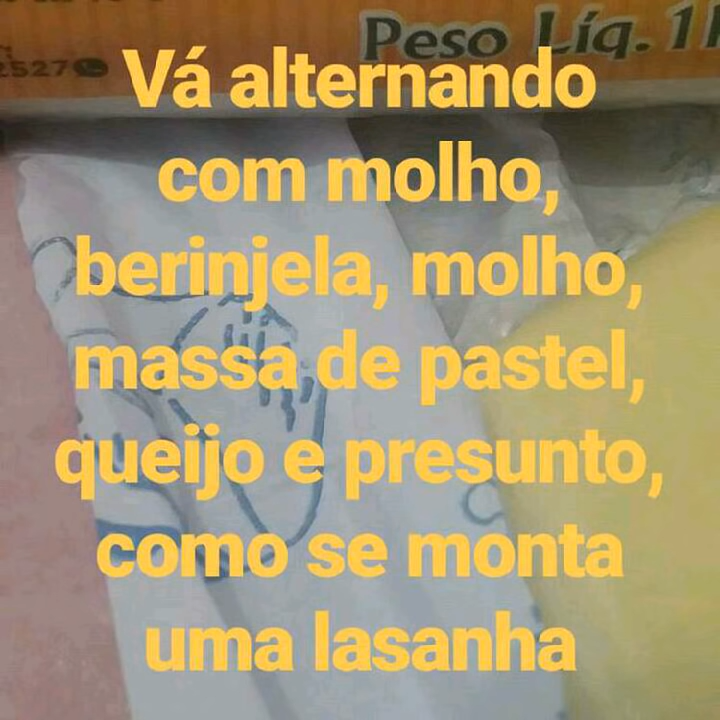 Peso Líq. 1
2527
Vá alternando
com molho,
berinjela, molho,
massa de pastel,
queijo e presunto,
como se monta
uma lasanha